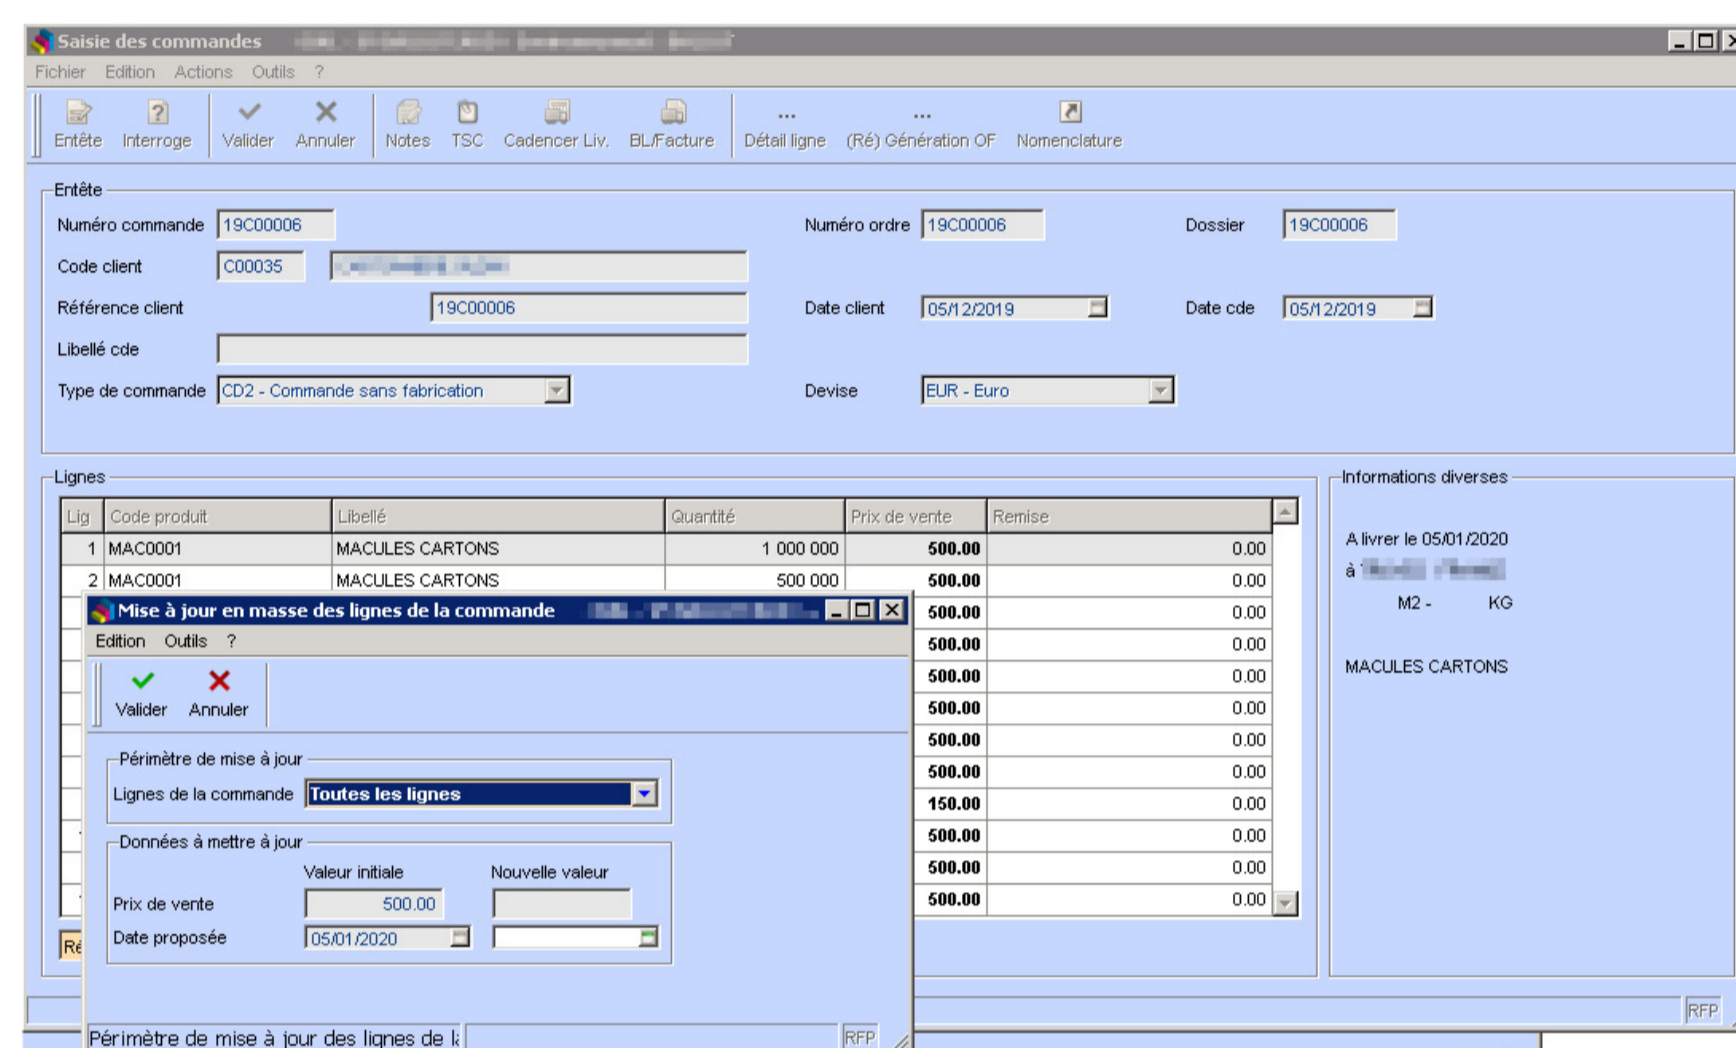 Saisie des commandes
Fichier Edition Actions Outils ?
Entête Interroge Valider Annuler Notes TSC Cadencer Liv. BL/Facture ... Détail ligne ... (Ré) Génération OF Nomenclature
Entête
Numéro commande 19C00006 Numéro ordre 19C00006 Dossier 19C00006
Code client C00035
Référence client 19C00006 Date client 05/12/2019 Date cde 05/12/2019
Libellé cde
Type de commande CD2 - Commande sans fabrication Devise EUR - Euro
Lignes
Lig Code produit Libellé Quantité Prix de vente Remise
1 MAC0001 MACULES CARTONS 1 000 000 500.00 0.00
2 MAC0001 MACULES CARTONS 500 000 500.00 0.00
500.00 0.00
500.00 0.00
500.00 0.00
500.00 0.00
500.00 0.00
500.00 0.00
150.00 0.00
500.00 0.00
500.00 0.00
500.00 0.00
Ré
Informations diverses
A livrer le 05/01/2020
à
M2 - KG
MACULES CARTONS
RFP
Mise à jour en masse des lignes de la commande
Edition Outils ?
Valider Annuler
Périmètre de mise à jour
Lignes de la commande Toutes les lignes
Données à mettre à jour
Valeur initiale Nouvelle valeur
Prix de vente 500.00
Date proposée 05/01/2020
Périmètre de mise à jour des lignes de
RFP